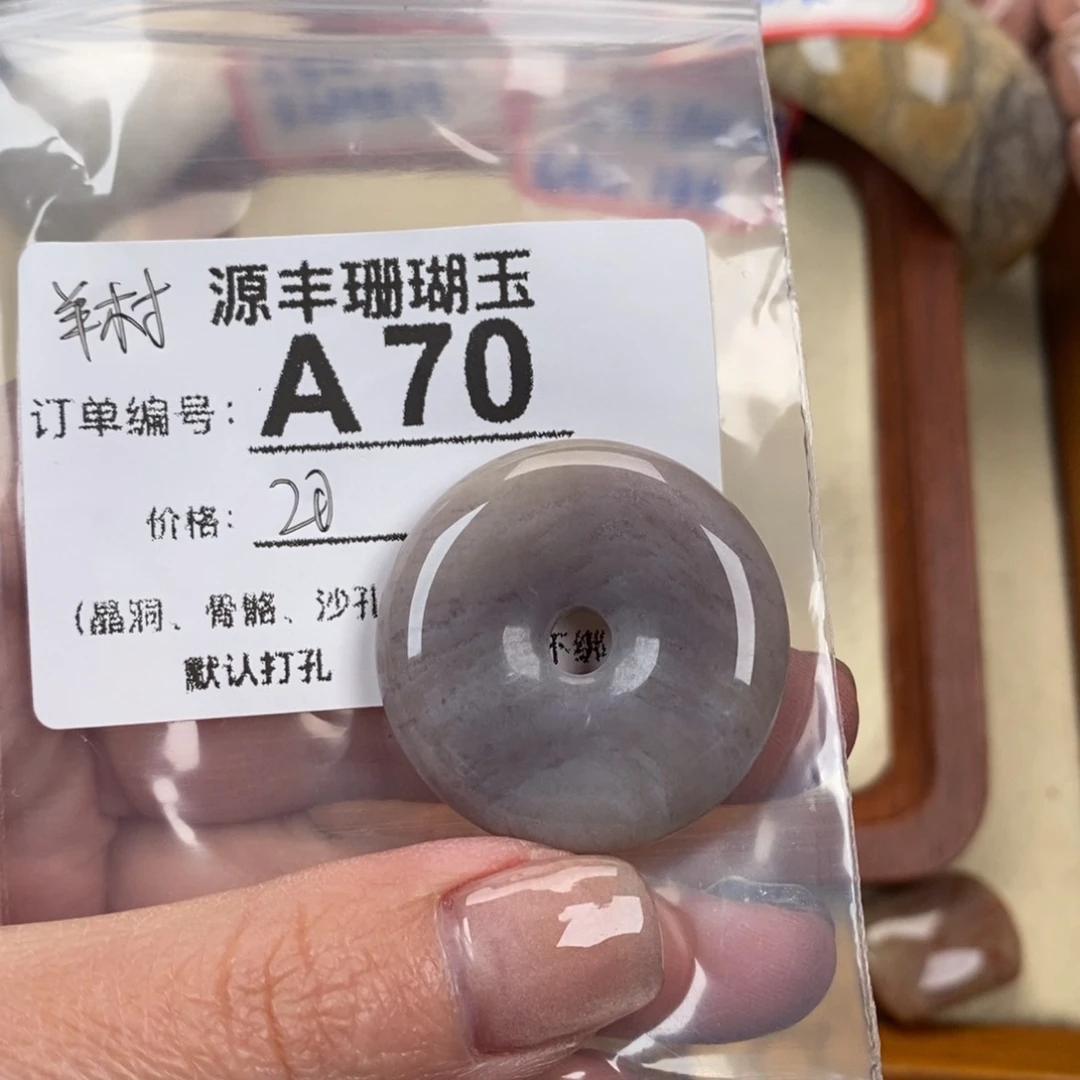 羊村 源丰珊瑚玉
订单编号：A70
价格：20
(晶洞、骨骼、沙孔
默认打孔